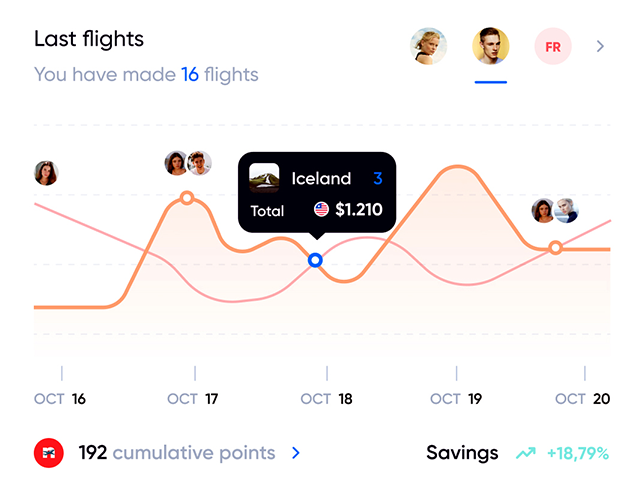 Last flights
FR
You have made 16 flights
Iceland 3
Total $1.210
OCT 16 OCT 17 OCT 18 OCT 19 OCT 20
192 cumulative points Savings +18,79%